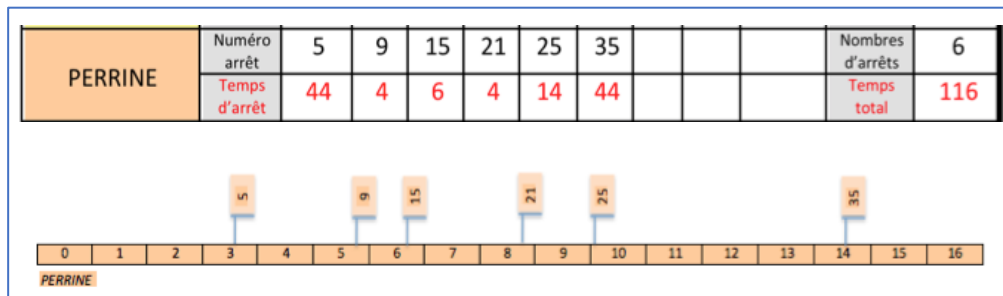 PERRINE
Numéro arrêt 5 9 15 21 25 35 Nombres d'arrêts 6
Temps d'arrêt 44 4 6 4 14 44 Temps total 116
5 9 15 21 25 35
0 1 2 3 4 5 6 7 8 9 10 11 12 13 14 15 16
PERRINE